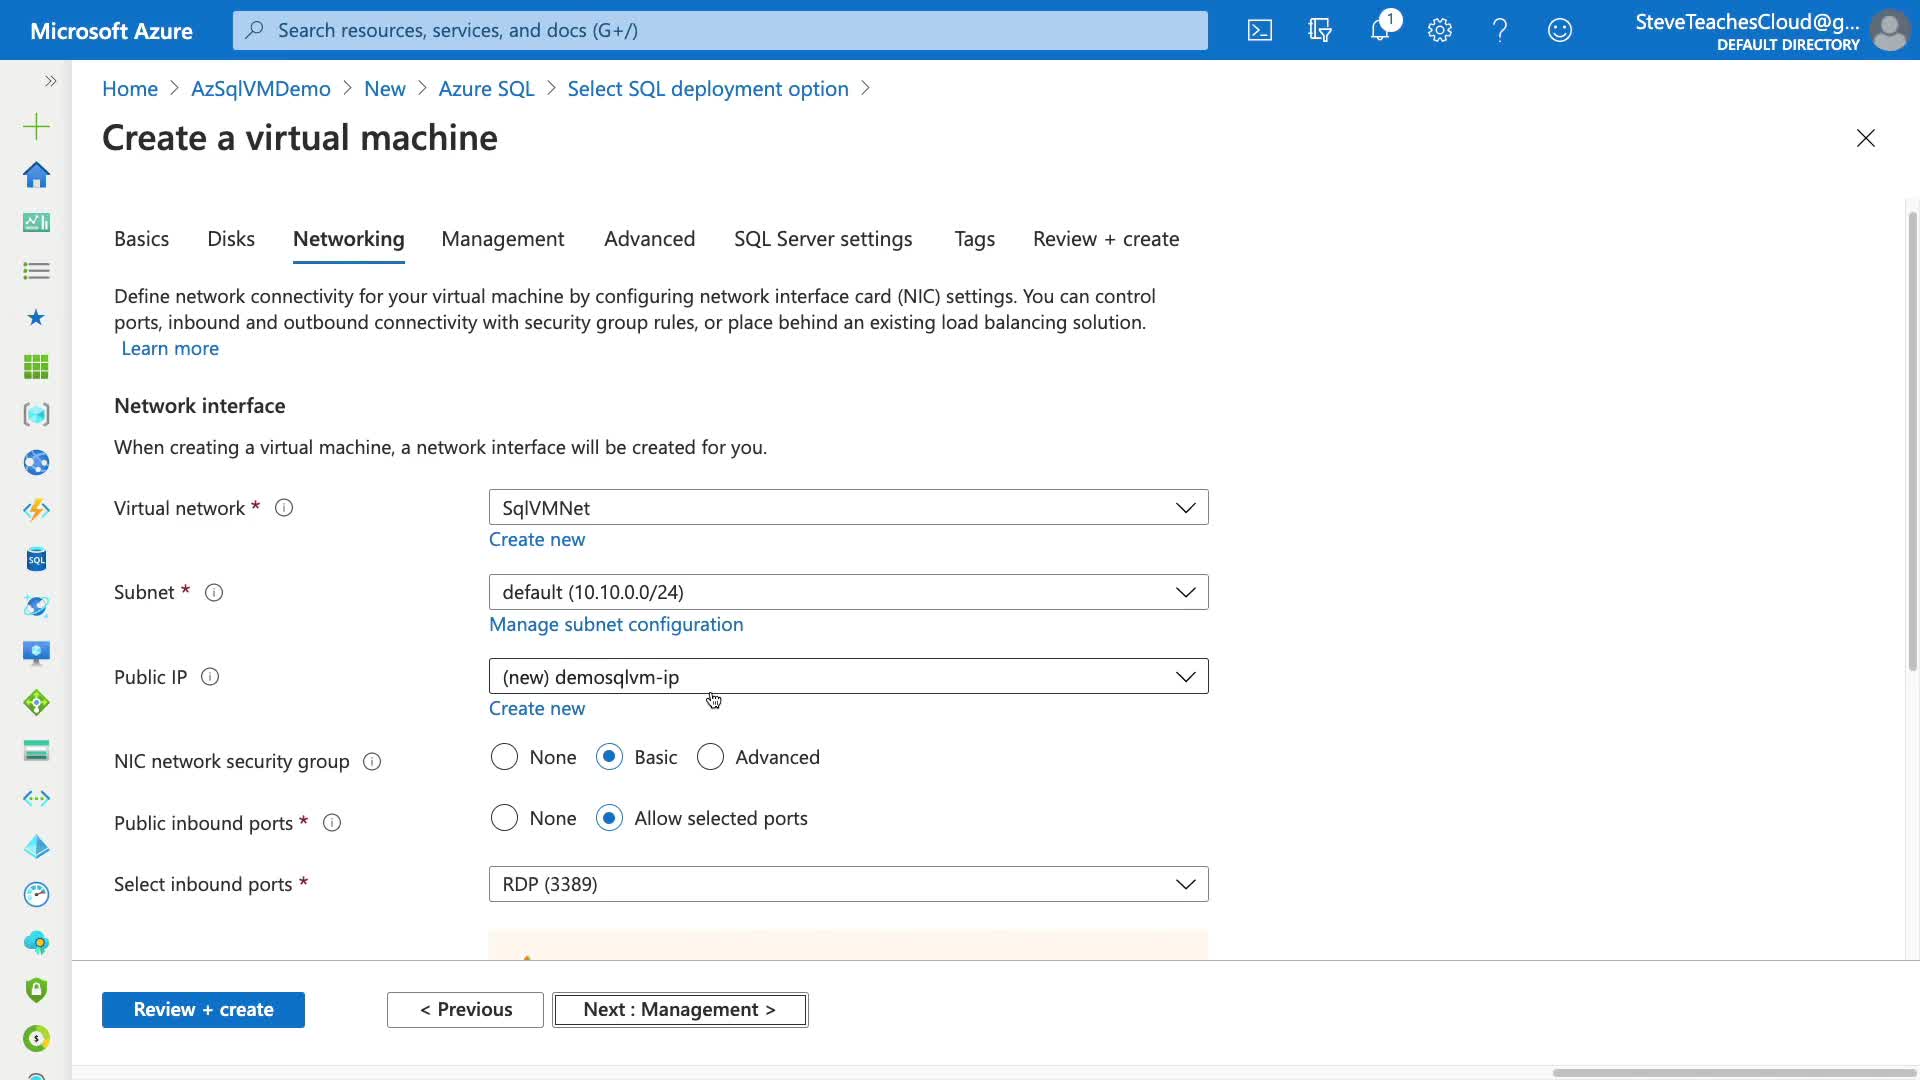 Microsoft Azure
Search resources, services, and docs (G+/)
1
SteveTeachesCloud@g...
DEFAULT DIRECTORY
Home > AzSqlVMDemo > New > Azure SQL > Select SQL deployment option >
Create a virtual machine
Basics Disks Networking Management Advanced SQL Server settings Tags Review + create
Define network connectivity for your virtual machine by configuring network interface card (NIC) settings. You can control
ports, inbound and outbound connectivity with security group rules, or place behind an existing load balancing solution.
Learn more
Network interface
When creating a virtual machine, a network interface will be created for you.
Virtual network * SqlVMNet
Create new
SQL
Subnet * default (10.10.0.0/24)
Manage subnet configuration
Public IP (new) demosqlvm-ip
Create new
NIC network security group None Basic Advanced
Public inbound ports * None Allow selected ports
Select inbound ports * RDP (3389)
Review + create < Previous Next : Management >